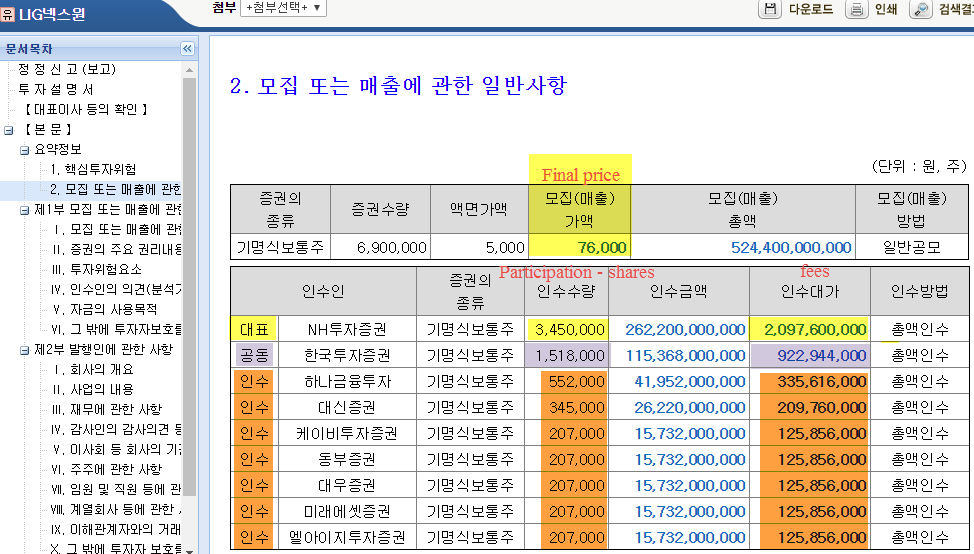 유 LIG넥스원
첨부 +첨부선택+
다운로드 인쇄 검색결
문서목차
정 정 신 고 (보고)
투 자 설 명 서
【 대표이사 등의 확인 】
【 본 문 】
요약정보
1. 핵심투자위험
2. 모집 또는 매출에 관한
제1부 모집 또는 매출에 관한
I. 모집 또는 매출에 관
II. 증권의 주요 권리내용
III. 투자위험요소
IV. 인수인의 의견(분석기
V. 자금의 사용목적
VI. 그 밖에 투자자보호를
제2부 발행인에 관한 사항
I. 회사의 개요
II. 사업의 내용
III. 재무에 관한 사항
IV. 감사인의 감사의견 등
V. 이사회 등 회사의 기관
VI. 주주에 관한 사항
VII. 임원 및 직원 등에 관
VIII. 계열회사 등에 관한 사
IX. 이해관계자와의 거래
X. 그 밖에 투자자 보호를
2. 모집 또는 매출에 관한 일반사항
(단위 : 원, 주)
Final price
증권의 종류 증권수량 액면가액 모집(매출) 가액 모집(매출) 총액 모집(매출) 방법
기명식보통주 6,900,000 5,000 76,000 524,400,000,000 일반공모
Participation - shares fees
인수인 증권의 종류 인수수량 인수금액 인수대가 인수방법
대표 NH투자증권 기명식보통주 3,450,000 262,200,000,000 2,097,600,000 총액인수
공동 한국투자증권 기명식보통주 1,518,000 115,368,000,000 922,944,000 총액인수
인수 하나금융투자 기명식보통주 552,000 41,952,000,000 335,616,000 총액인수
인수 대신증권 기명식보통주 345,000 26,220,000,000 209,760,000 총액인수
인수 케이비투자증권 기명식보통주 207,000 15,732,000,000 125,856,000 총액인수
인수 동부증권 기명식보통주 207,000 15,732,000,000 125,856,000 총액인수
인수 대우증권 기명식보통주 207,000 15,732,000,000 125,856,000 총액인수
인수 미래에셋증권 기명식보통주 207,000 15,732,000,000 125,856,000 총액인수
인수 엘아이지투자증권 기명식보통주 207,000 15,732,000,000 125,856,000 총액인수